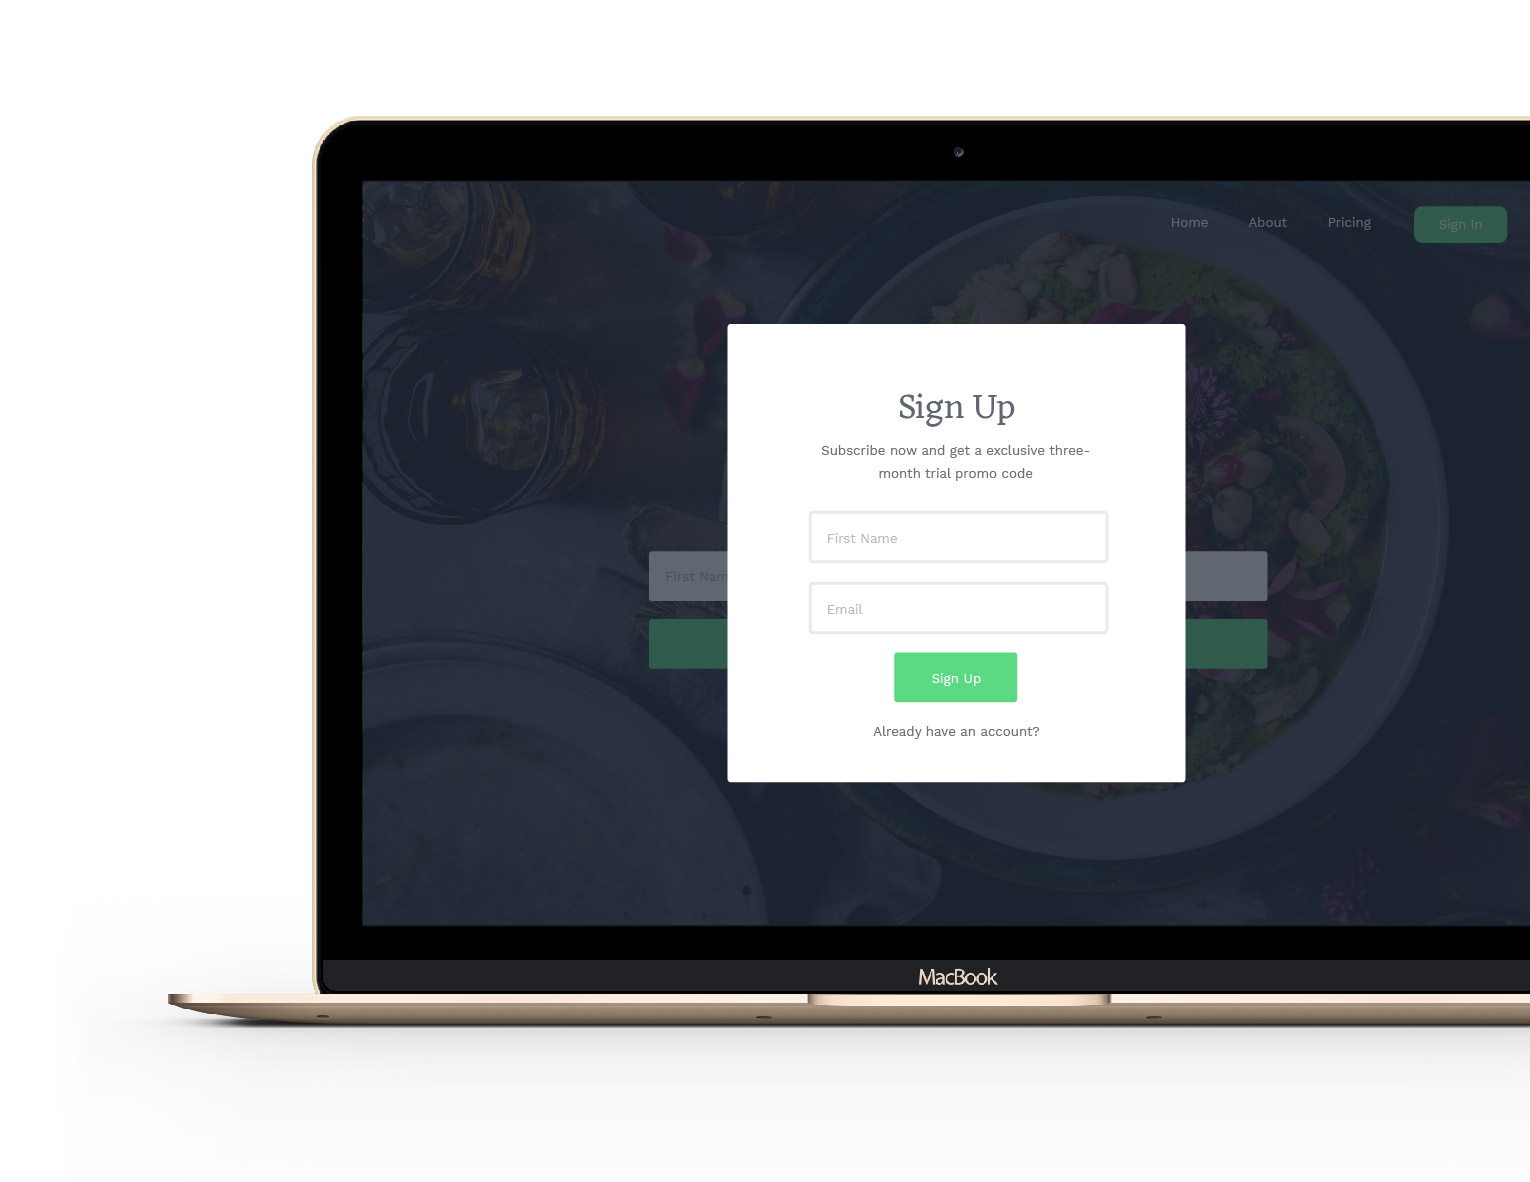 Home About Pricing Sign In
Sign Up
Subscribe now and get a exclusive three-
month trial promo code
First Name
First Nam
Email
Sign Up
Already have an account?
MacBook